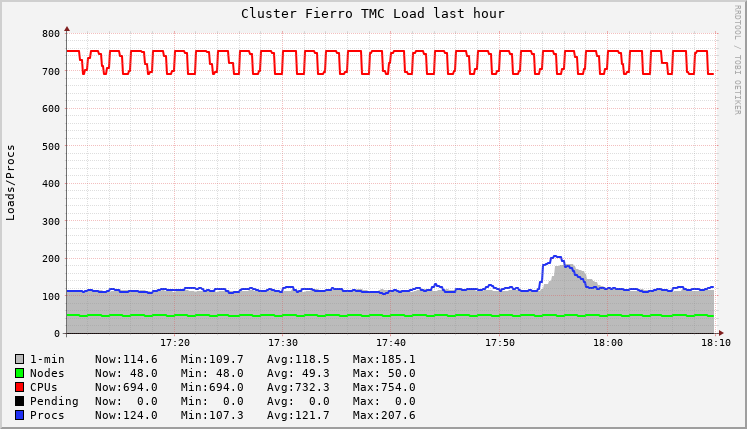 Cluster Fierro TMC Load last hour
RRDTOOL / TOBI OETIKER
Loads/Procs
800
700
600
500
400
300
200
100
0
17:20 17:30 17:40 17:50 18:00 18:10
1-min Now:114.6 Min:109.7 Avg:118.5 Max:185.1
Nodes Now: 48.0 Min: 48.0 Avg: 49.3 Max: 50.0
CPUs Now:694.0 Min:694.0 Avg:732.3 Max:754.0
Pending Now: 0.0 Min: 0.0 Avg: 0.0 Max: 0.0
Procs Now:124.0 Min:107.3 Avg:121.7 Max:207.6